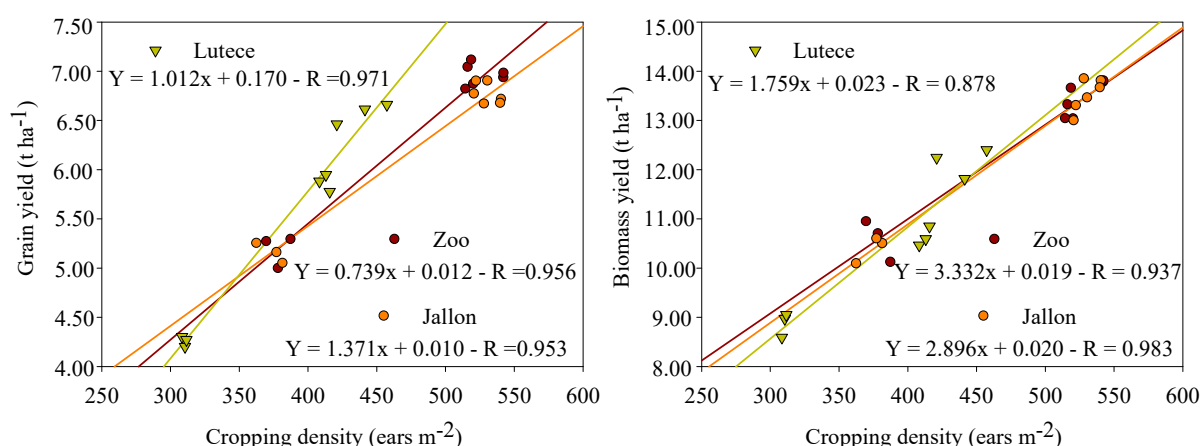 7.50
7.00
6.50
6.00
5.50
5.00
4.50
4.00
Grain yield (t ha-1)
Lutece
Y = 1.012x + 0.170 - R =0.971
Zoo
Y = 0.739x + 0.012 - R =0.956
Jallon
Y = 1.371x + 0.010 - R =0.953
250 300 350 400 450 500 550 600
Cropping density (ears m-2)
15.00
14.00
13.00
12.00
11.00
10.00
9.00
8.00
Biomass yield (t ha-1)
Lutece
Y = 1.759x + 0.023 - R = 0.878
Zoo
Y = 3.332x + 0.019 - R = 0.937
Jallon
Y = 2.896x + 0.020 - R = 0.983
250 300 350 400 450 500 550 600
Cropping density (ears m-2)